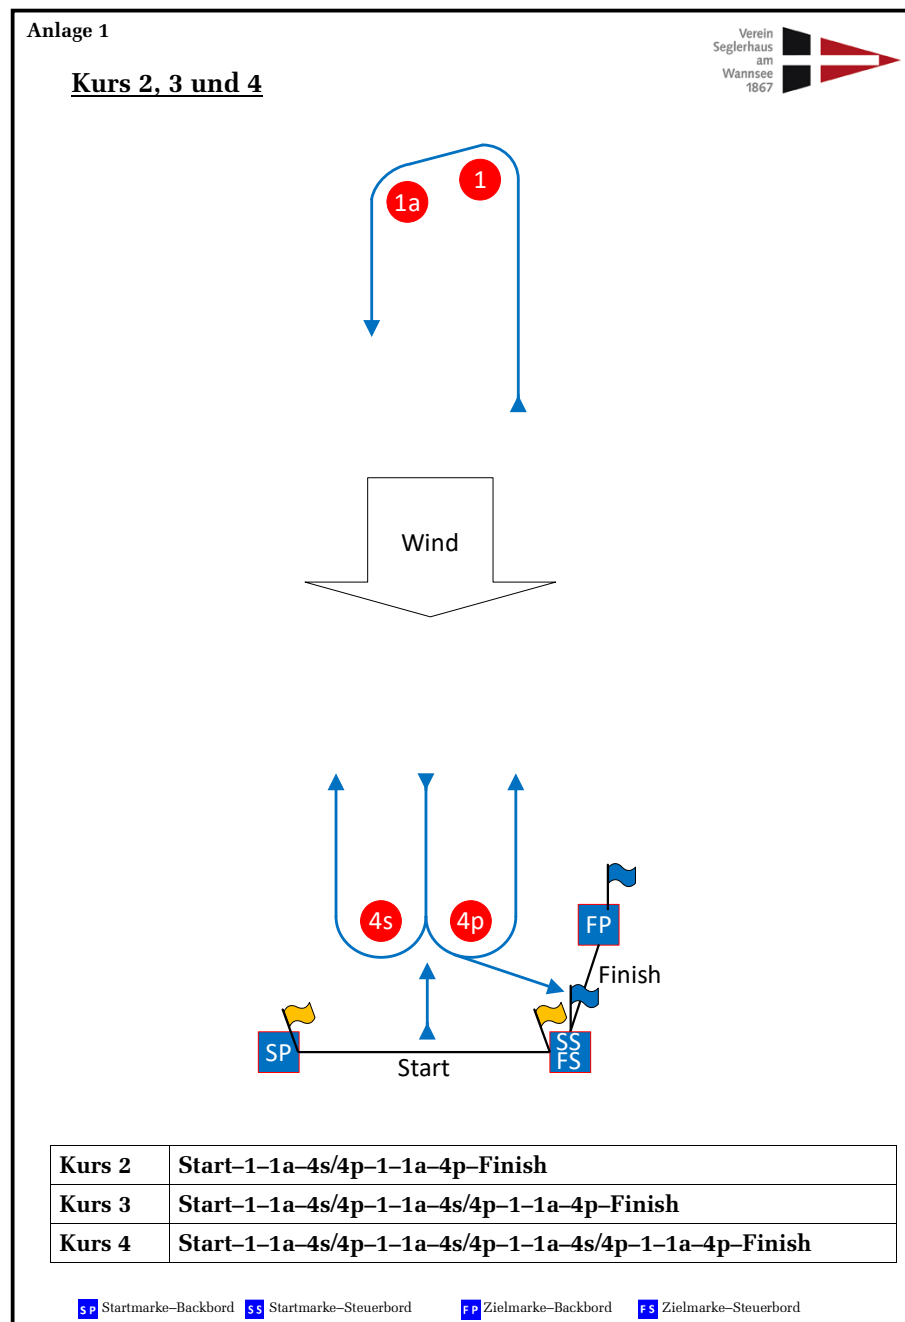 Anlage 1
Verein
Seglerhaus
am
Wannsee
1867
Kurs 2, 3 und 4
1
1a
Wind
4s
4p
FP
Finish
SP
SS
FS
Start
Kurs 2 Start–1–1a–4s/4p–1–1a–4p–Finish
Kurs 3 Start–1–1a–4s/4p–1–1a–4s/4p–1–1a–4p–Finish
Kurs 4 Start–1–1a–4s/4p–1–1a–4s/4p–1–1a–4s/4p–1–1a–4p–Finish
SP Startmarke–Backbord SS Startmarke–Steuerbord FP Zielmarke–Backbord FS Zielmarke–Steuerbord